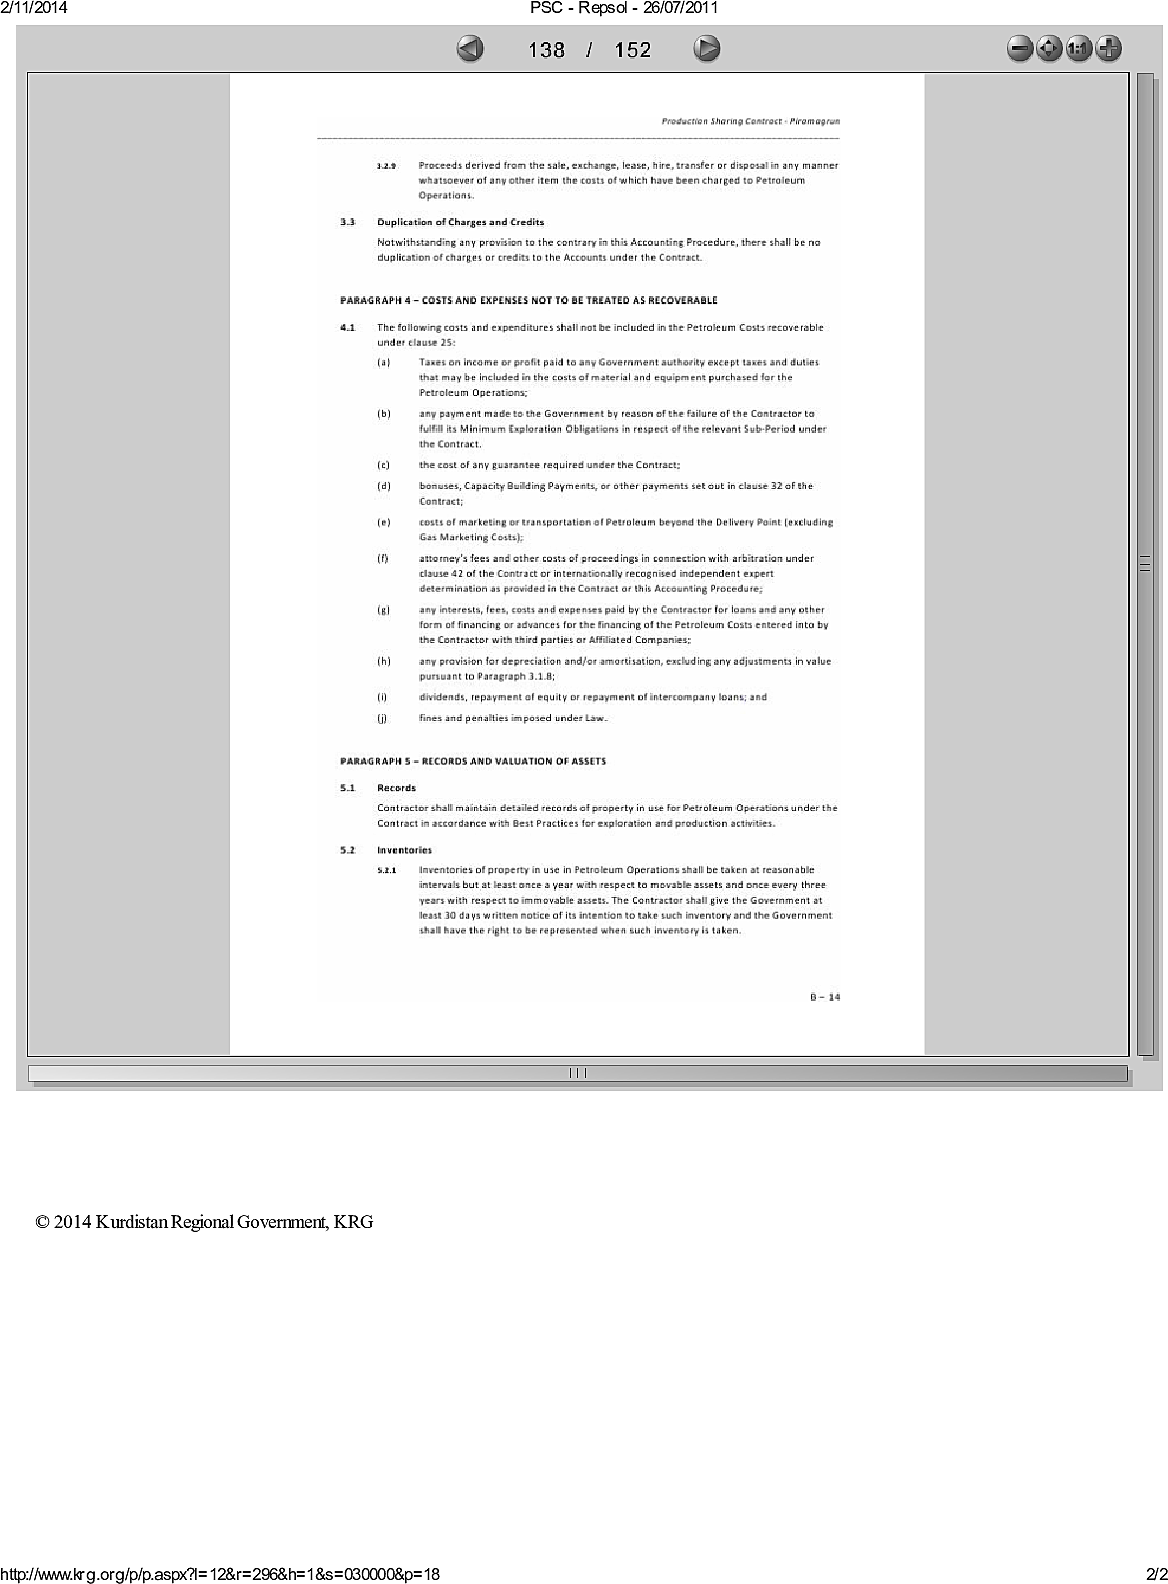 2/11/2014
PSC - Repsol - 26/07/2011
138 / 152
1:1
Production Sharing Contract - Piramagrun
3.2.9 Proceeds derived from the sale, exchange, lease, hire, transfer or disposal in any manner
whatsoever of any other item the costs of which have been charged to Petroleum
Operations.
3.3 Duplication of Charges and Credits
Notwithstanding any provision to the contrary in this Accounting Procedure, there shall be no
duplication of charges or credits to the Accounts under the Contract.
PARAGRAPH 4 – COSTS AND EXPENSES NOT TO BE TREATED AS RECOVERABLE
4.1 The following costs and expenditures shall not be included in the Petroleum Costs recoverable
under clause 25:
(a) Taxes on income or profit paid to any Government authority except taxes and duties
that may be included in the costs of material and equipment purchased for the
Petroleum Operations;
(b) any payment made to the Government by reason of the failure of the Contractor to
fulfill its Minimum Exploration Obligations in respect of the relevant Sub-Period under
the Contract.
(c) the cost of any guarantee required under the Contract;
(d) bonuses, Capacity Building Payments, or other payments set out in clause 32 of the
Contract;
(e) costs of marketing or transportation of Petroleum beyond the Delivery Point (excluding
Gas Marketing Costs);
(f) attorney's fees and other costs of proceedings in connection with arbitration under
clause 42 of the Contract or internationally recognised independent expert
determination as provided in the Contract or this Accounting Procedure;
(g) any interests, fees, costs and expenses paid by the Contractor for loans and any other
form of financing or advances for the financing of the Petroleum Costs entered into by
the Contractor with third parties or Affiliated Companies;
(h) any provision for depreciation and/or amortisation, excluding any adjustments in value
pursuant to Paragraph 3.1.8;
(i) dividends, repayment of equity or repayment of intercompany loans; and
(j) fines and penalties imposed under Law.
PARAGRAPH 5 – RECORDS AND VALUATION OF ASSETS
5.1 Records
Contractor shall maintain detailed records of property in use for Petroleum Operations under the
Contract in accordance with Best Practices for exploration and production activities.
5.2 Inventories
5.2.1 Inventories of property in use in Petroleum Operations shall be taken at reasonable
intervals but at least once a year with respect to movable assets and once every three
years with respect to immovable assets. The Contractor shall give the Government at
least 30 days written notice of its intention to take such inventory and the Government
shall have the right to be represented when such inventory is taken.
B – 14
© 2014 Kurdistan Regional Government, KRG
http://www.krg.org/p/p.aspx?l=12&r=296&h=1&s=030000&p=18
2/2